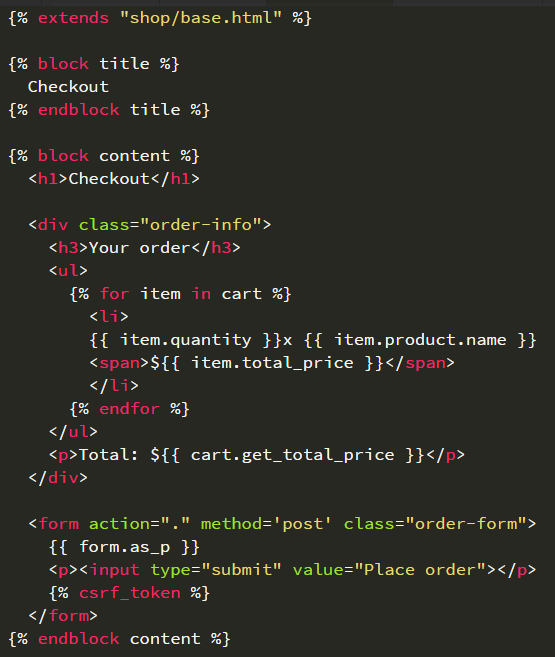 {% extends "shop/base.html" %}
{% block title %}
Checkout
{% endblock title %}
{% block content %}
<h1>Checkout</h1>
<div class="order-info">
<h3>Your order</h3>
<ul>
{% for item in cart %}
<li>
{{ item.quantity }}x {{ item.product.name }}
<span>${{ item.total_price }}</span>
</li>
{% endfor %}
</ul>
<p>Total: ${{ cart.get_total_price }}</p>
</div>
<form action="." method='post' class="order-form">
{{ form.as_p }}
<p><input type="submit" value="Place order"></p>
{% csrf_token %}
</form>
{% endblock content %}